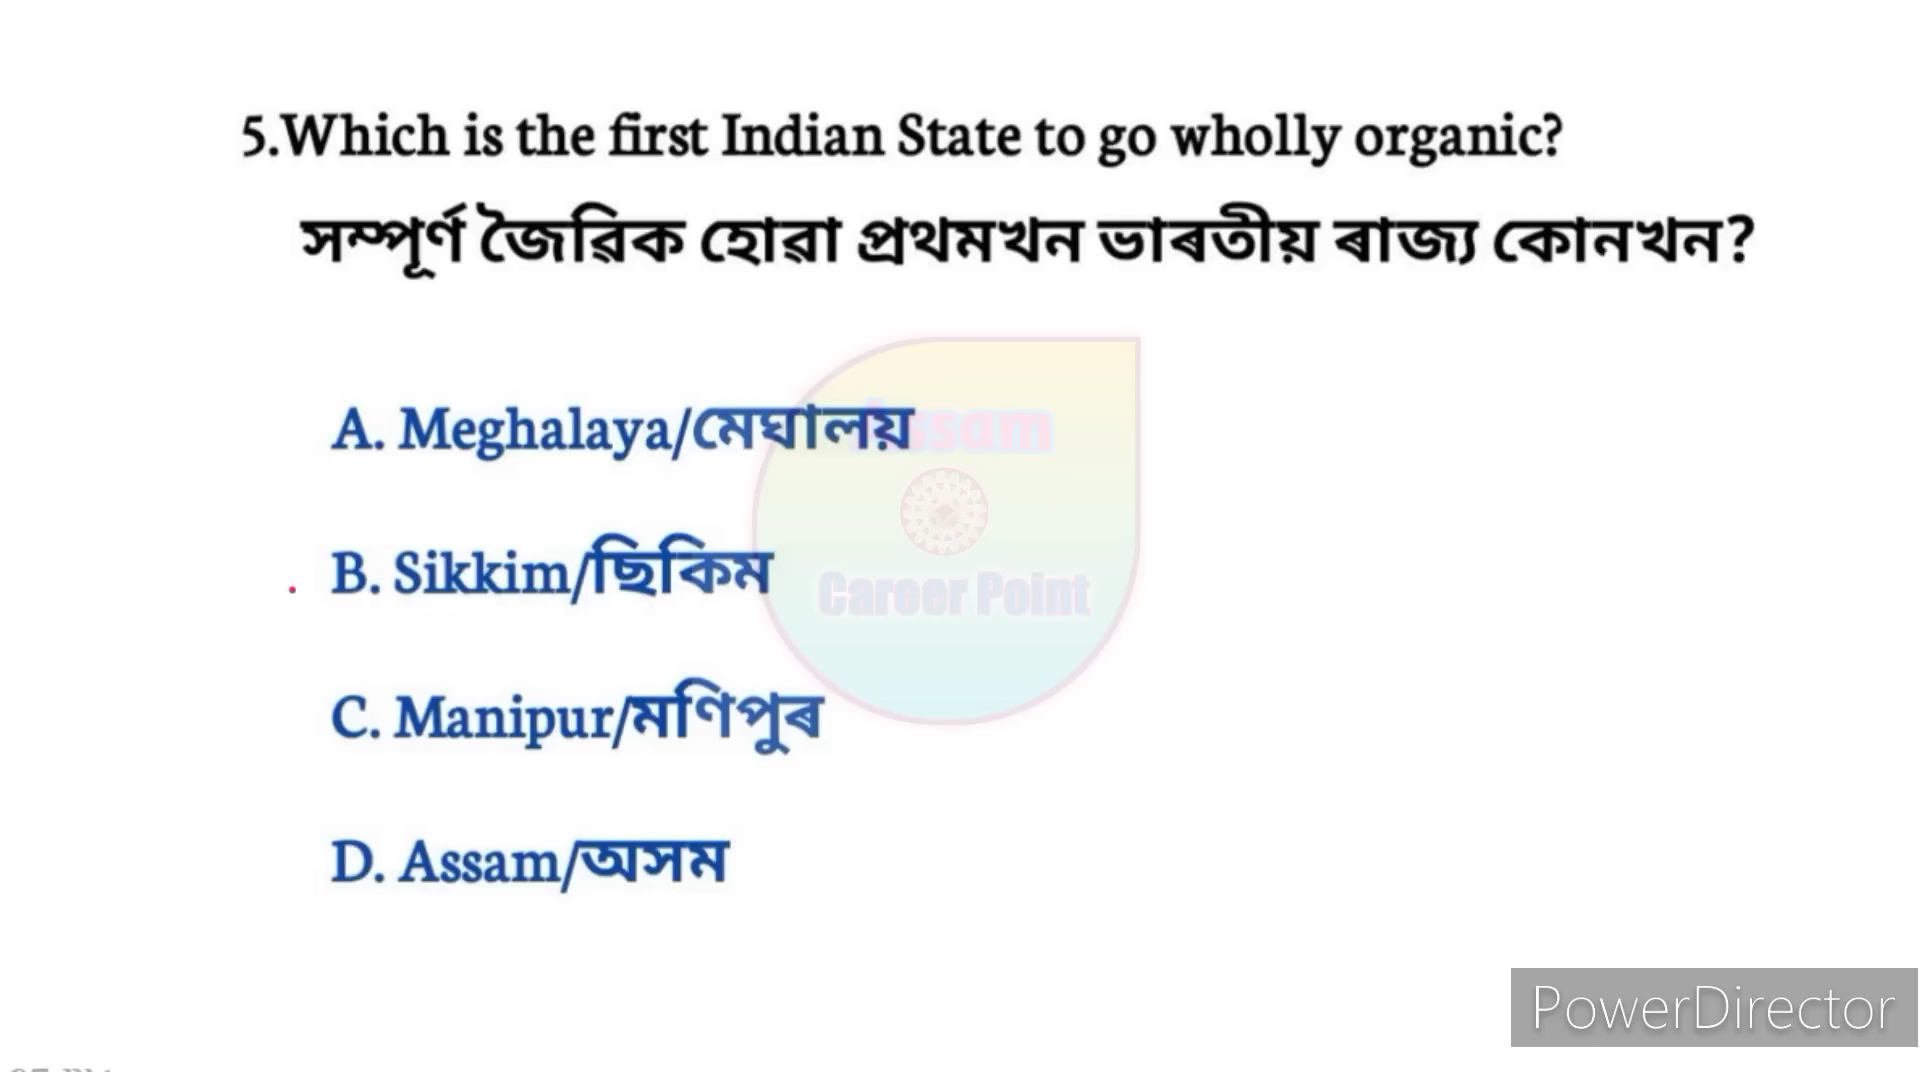 5.Which is the first Indian State to go wholly organic?
সম্পূৰ্ণ জৈৱিক হোৱা প্ৰথমখন ভাৰতীয় ৰাজ্য কোনখন?
A. Meghalaya/মেঘালয়
Assam
B. Sikkim/ছিকিম
Career Point
C. Manipur/মণিপুৰ
D. Assam/অসম
PowerDirector